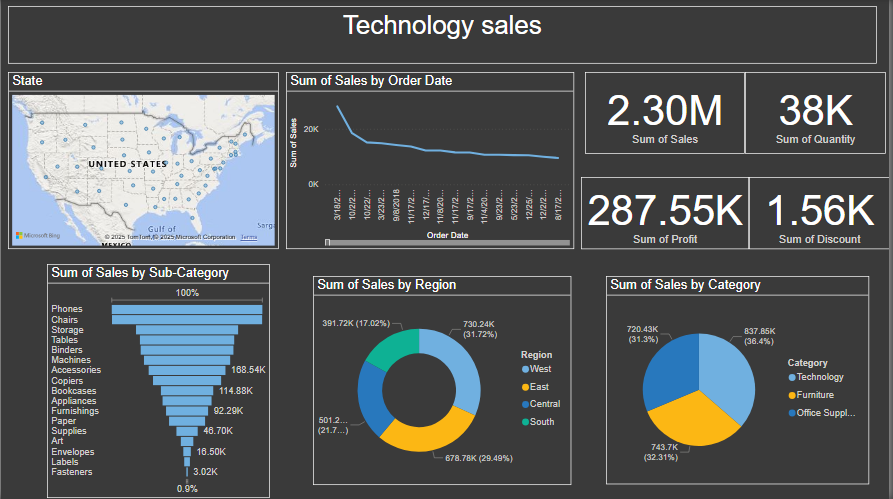 Technology sales
State
UNITED STATES
Gulf of
MEXICO
Microsoft Bing
© 2025 TomTom, © 2025 Microsoft Corporation Terms
Sum of Sales by Order Date
Sum of Sales
20K
0K
3/18/2...
10/2/2...
10/22/...
3/23/2...
9/8/2018
11/17/2...
12/17/...
11/8/20...
11/17/2...
9/17/2...
11/4/20...
9/23/2...
5/23/2...
12/25/...
12/2/2...
8/17/2...
Order Date
2.30M
Sum of Sales
38K
Sum of Quantity
287.55K
Sum of Profit
1.56K
Sum of Discount
Sum of Sales by Sub-Category
100%
Phones
Chairs
Storage
Tables
Binders
Machines
Accessories 168.54K
Copiers
Bookcases 114.88K
Appliances
Furnishings 92.29K
Paper
Supplies 46.70K
Art
Envelopes 16.50K
Labels
Fasteners 3.02K
0.9%
Sum of Sales by Region
391.72K (17.02%)
730.24K
(31.72%)
501.2...
(21.7...)
678.78K (29.49%)
Region
West
East
Central
South
Sum of Sales by Category
720.43K
(31.3%)
837.85K
(36.4%)
743.7K
(32.31%)
Category
Technology
Furniture
Office Suppl...